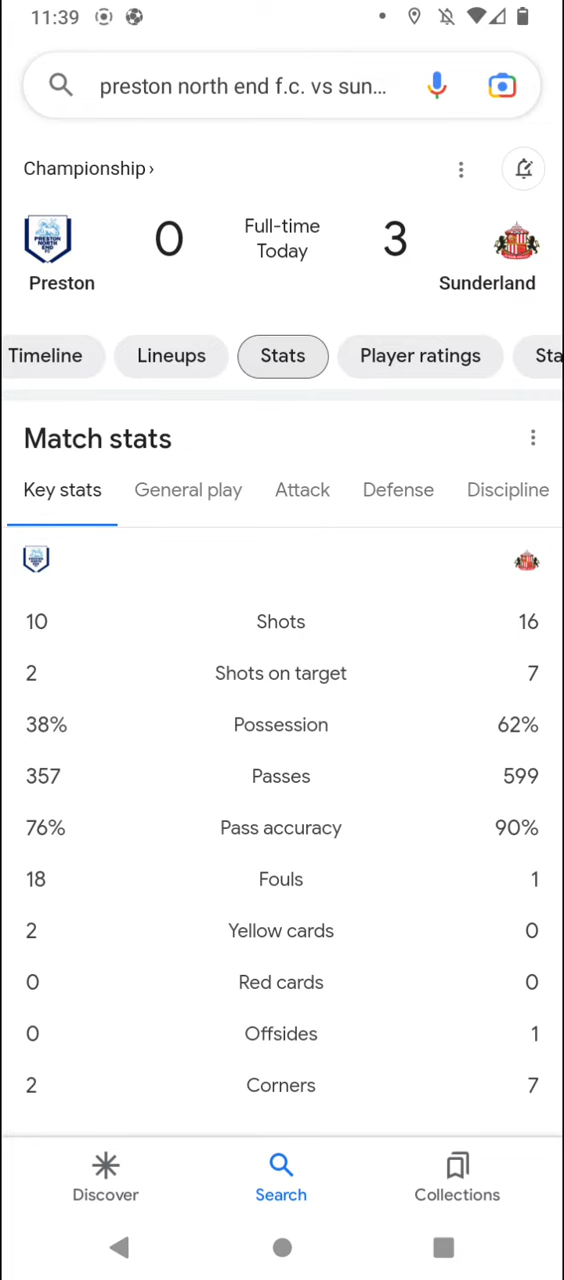 11:39
preston north end f.c. vs sun...
Championship ›
0 Full-time 3
Today
Preston Sunderland
Timeline Lineups Stats Player ratings Sta
Match stats
Key stats General play Attack Defense Discipline
10 Shots 16
2 Shots on target 7
38% Possession 62%
357 Passes 599
76% Pass accuracy 90%
18 Fouls 1
2 Yellow cards 0
0 Red cards 0
0 Offsides 1
2 Corners 7
Discover Search Collections